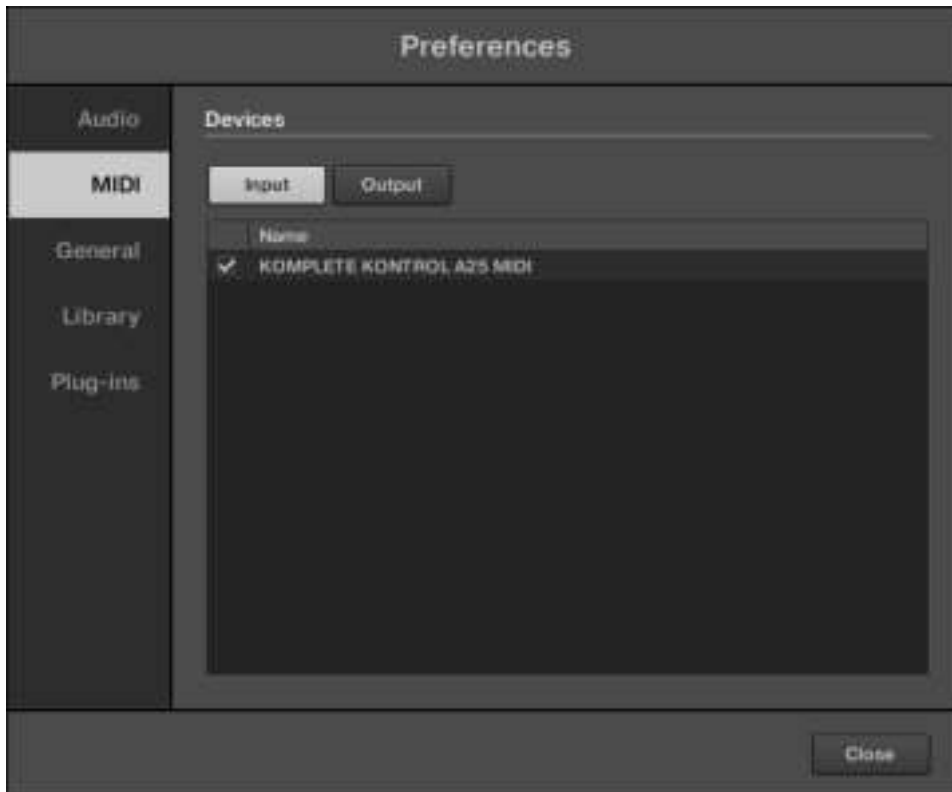 Preferences
Audio
MIDI
General
Library
Plug-ins
Devices
Input
Output
Name
KOMPLETE KONTROL A25 MIDI
Close